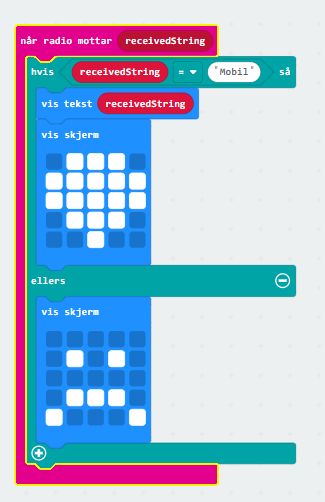 når radio mottar receivedString
hvis receivedString = "Mobil" så
vis tekst receivedString
vis skjerm
ellers
vis skjerm